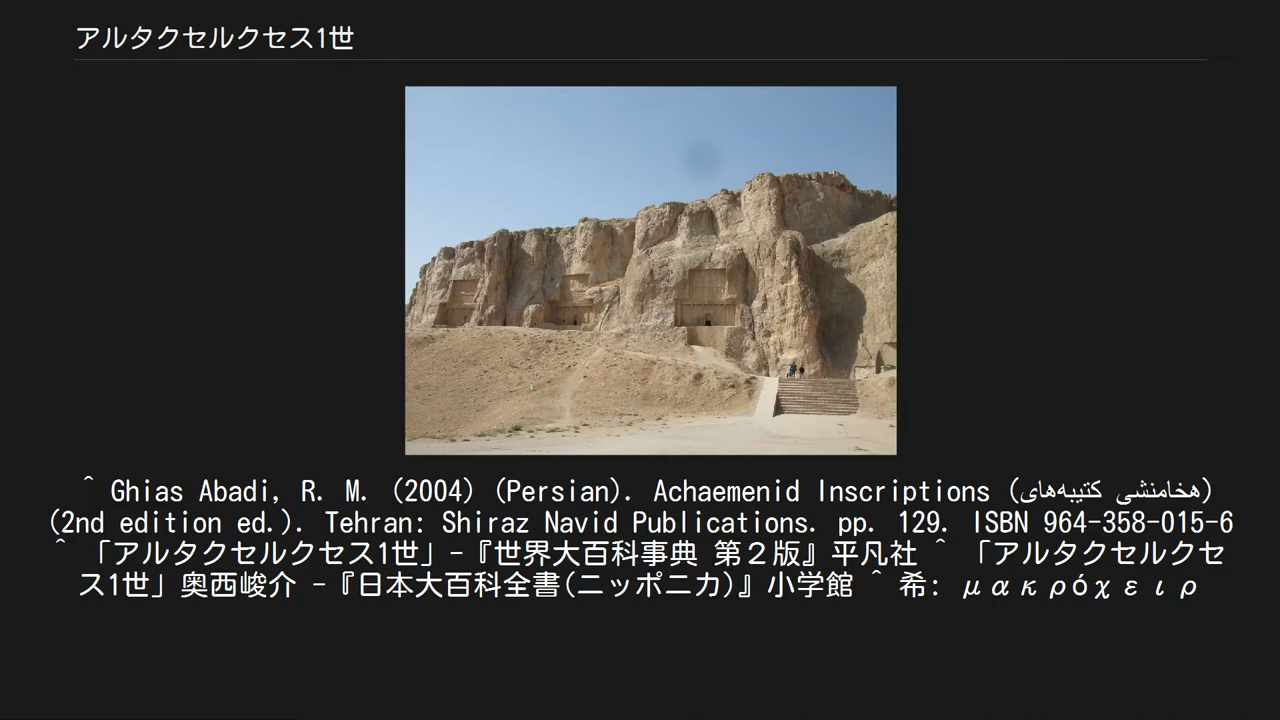 アルタクセルクセス1世
^ Ghias Abadi, R. M. (2004) (Persian). Achaemenid Inscriptions (کتیبه‌های هخامنشی)
(2nd edition ed.). Tehran: Shiraz Navid Publications. pp. 129. ISBN 964-358-015-6
^ 「アルタクセルクセス1世」-『世界大百科事典 第２版』平凡社 ^ 「アルタクセルクセ
ス1世」奥西峻介 -『日本大百科全書(ニッポニカ)』小学館 ^ 希: μακρόχειρ